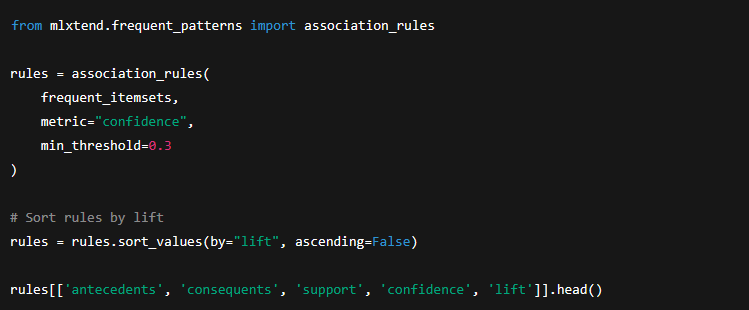 from mlxtend.frequent_patterns import association_rules
rules = association_rules(
    frequent_itemsets,
    metric="confidence",
    min_threshold=0.3
)
# Sort rules by lift
rules = rules.sort_values(by="lift", ascending=False)
rules[['antecedents', 'consequents', 'support', 'confidence', 'lift']].head()